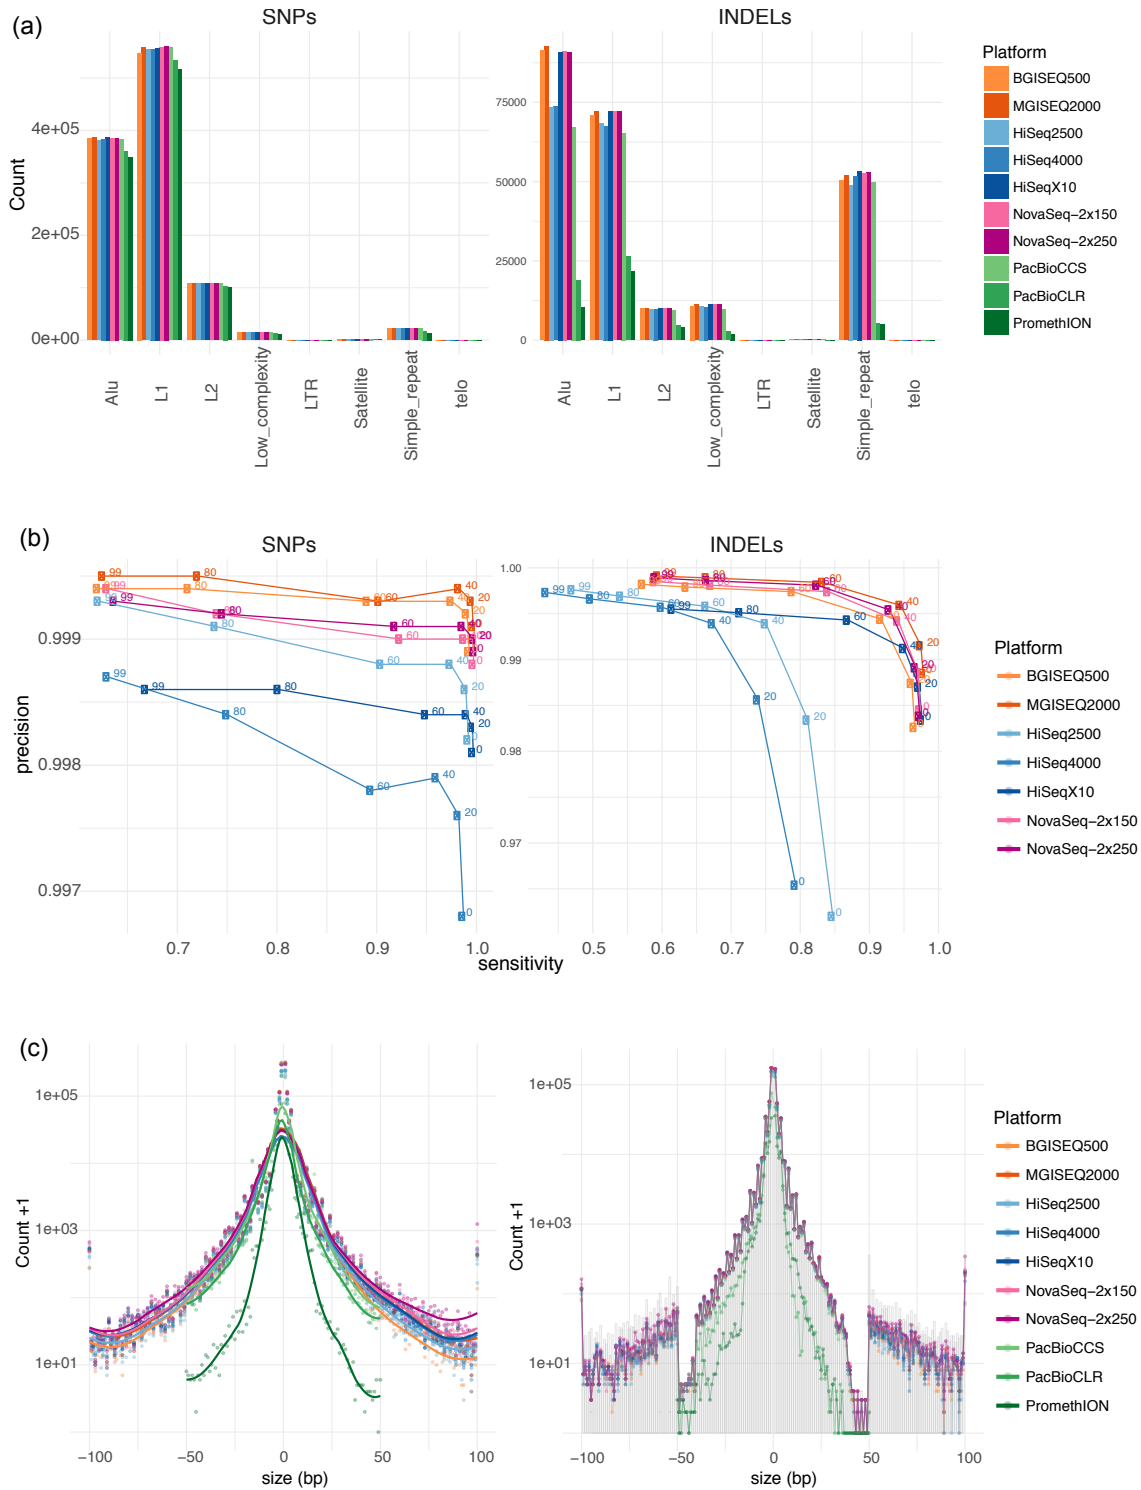 (a)
SNPs
INDELs
Count
4e+05
2e+05
0e+00
75000
50000
25000
0
Alu
L1
L2
Low_complexity
LTR
Satellite
Simple_repeat
telo
Alu
L1
L2
Low_complexity
LTR
Satellite
Simple_repeat
telo
Platform
BGISEQ500
MGISEQ2000
HiSeq2500
HiSeq4000
HiSeqX10
NovaSeq-2x150
NovaSeq-2x250
PacBioCCS
PacBioCLR
PromethION
(b)
SNPs
INDELs
precision
0.999
0.998
0.997
0.7
0.8
0.9
1.0
1.00
0.99
0.98
0.97
0.5
0.6
0.7
0.8
0.9
1.0
sensitivity
99
80
60
40
20
0
Platform
BGISEQ500
MGISEQ2000
HiSeq2500
HiSeq4000
HiSeqX10
NovaSeq-2x150
NovaSeq-2x250
(c)
Count +1
1e+05
1e+03
1e+01
-100
-50
0
50
100
size (bp)
Count +1
1e+05
1e+03
1e+01
-100
-50
0
50
100
size (bp)
Platform
BGISEQ500
MGISEQ2000
HiSeq2500
HiSeq4000
HiSeqX10
NovaSeq-2x150
NovaSeq-2x250
PacBioCCS
PacBioCLR
PromethION